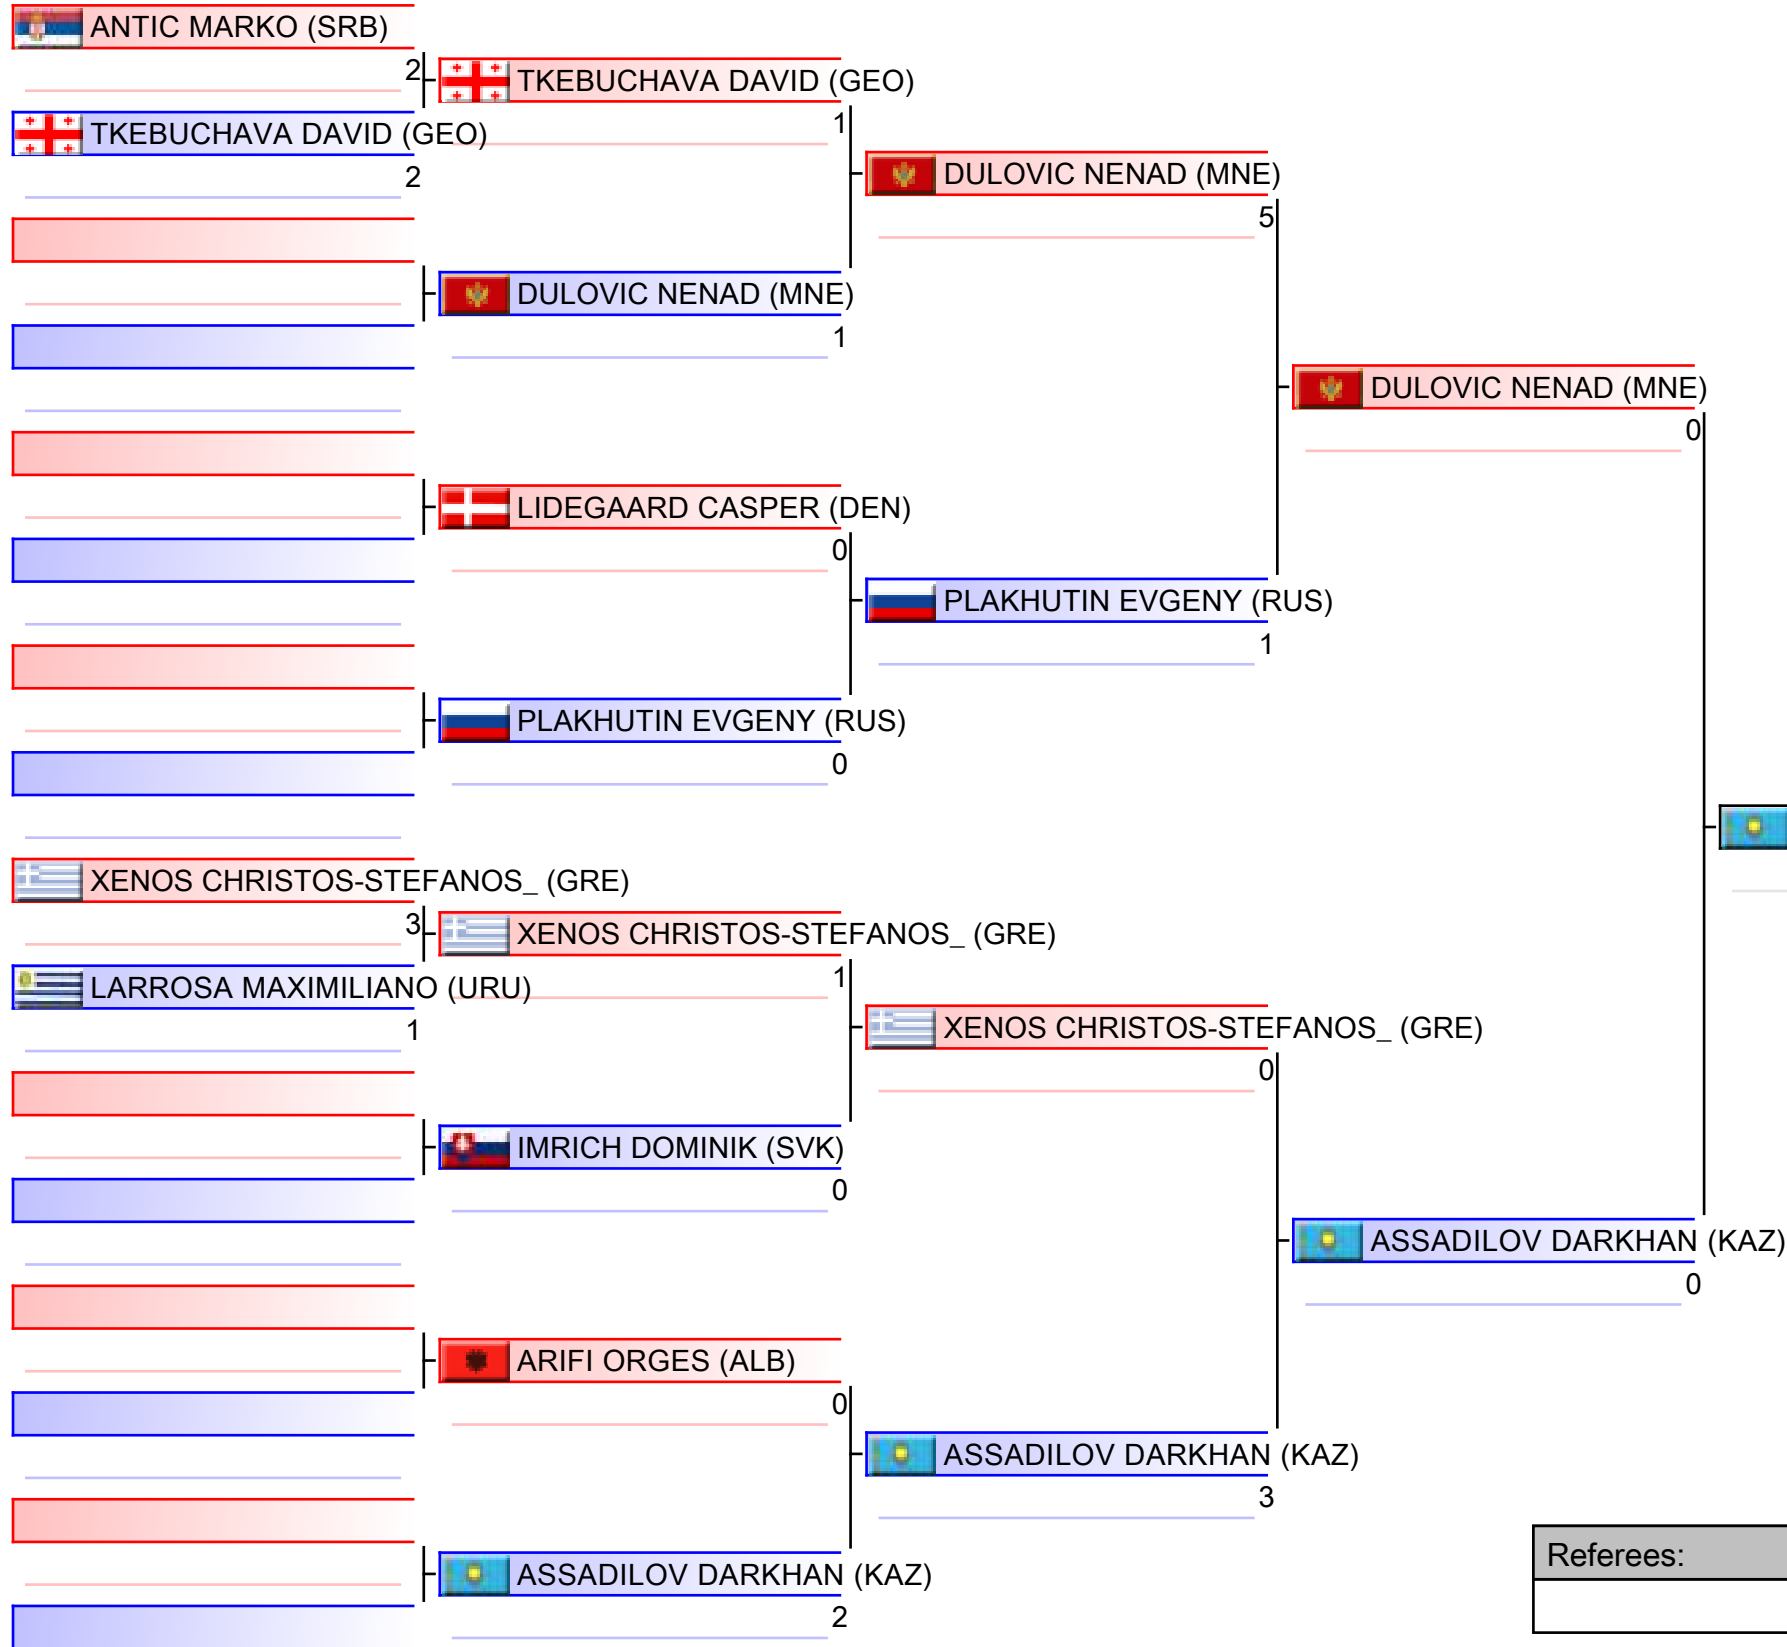 ANTIC MARKO (SRB)
2
TKEBUCHAVA DAVID (GEO)
2
XENOS CHRISTOS-STEFANOS_ (GRE)
3
LARROSA MAXIMILIANO (URU)
1
TKEBUCHAVA DAVID (GEO)
1
DULOVIC NENAD (MNE)
1
LIDEGAARD CASPER (DEN)
0
PLAKHUTIN EVGENY (RUS)
0
XENOS CHRISTOS-STEFANOS_ (GRE)
1
IMRICH DOMINIK (SVK)
0
ARIFI ORGES (ALB)
0
ASSADILOV DARKHAN (KAZ)
2
DULOVIC NENAD (MNE)
5
PLAKHUTIN EVGENY (RUS)
1
XENOS CHRISTOS-STEFANOS_ (GRE)
0
ASSADILOV DARKHAN (KAZ)
3
DULOVIC NENAD (MNE)
0
ASSADILOV DARKHAN (KAZ)
0
Referees: